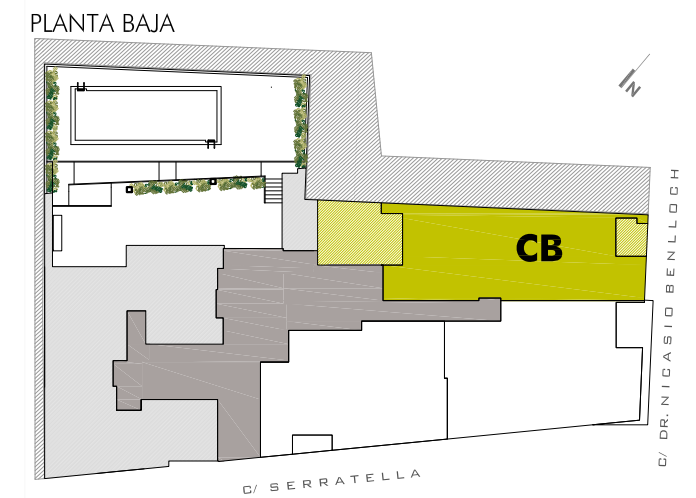 PLANTA BAJA
N
CB
C/ DR. NICASIO BENLLOCH
C/ SERRATELLA